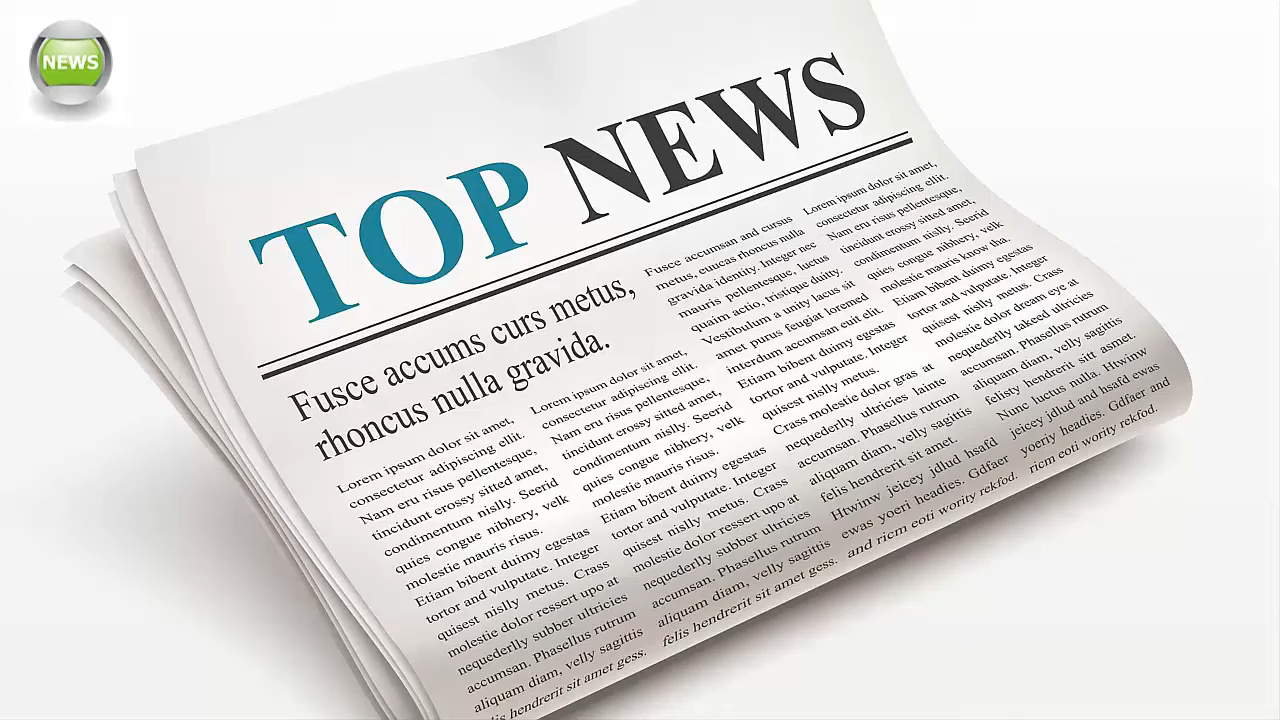 NEWS
TOP NEWS
Fusce accums curs metus,
rhoncus nulla gravida.
Lorem ipsum dolor sit amet,
consectetur adipiscing ellit.
Nam eru risus pellentesque,
tincidunt erossy sitted amet,
condimentum nislly. Seerid
quies congue nibhery, velk
molestie mauris risus.
Etiam bibent duimy egestas
tortor and vulputate. Integer
quisest nislly metus. Crass
molestie dolor ressert upo at
nequederlly subber ultricies
accumsan. Phasellus rutrum
aliquam diam, velly sagittis
felis hendrerit sit amet gess.
Lorem ipsum dolor sit amet,
consectetur adipiscing ellit.
Nam eru risus pellentesque,
tincidunt erossy sitted amet,
condimentum nislly. Seerid
quies congue nibhery, velk
molestie mauris risus.
Etiam bibent duimy egestas
tortor and vulputate. Integer
quisest nislly metus. Crass
molestie dolor ressert upo at
nequederlly subber ultricies
accumsan. Phasellus rutrum
aliquam diam, velly sagittis
felis hendrerit sit amet gess.
Fusce accumsan and cursus
metus, euucas rhoncus nulla
gravida identity. Integer nec
mauris pellentesque, luctus
quaim actio, tristique duitty.
Vestibulum a unity lacus sit
amet purus feugiat foremed
interdum accumsan euit elit.
Etiam bibent duimy egestas
tortor and vulputate. Integer
quisest nislly metus.
Crass molestie dolor gras at
nequederlly ultricies lainte
accumsan. Phasellus rutrum
aliquam diam, velly sagittis
felis hendrerit sit amet.
Htwinw jeicey jdlud hsafd
ewas yoeri headies. Gdfaer
and ricm eoti wority rekfod.
Lorem ipsum dolor sit amet,
consectetur adipiscing ellit.
Nam eru risus pellentesque,
tincidunt erossy sitted amet,
condimentum nislly. Seerid
quies congue nibhery, velk
molestie mauris know tha.
Etiam bibent duimy egestas
tortor and vulputate. Integer
quisest nislly metus. Crass
molestie dolor dream eye at
nequederlly takeed ulricies
accumsan. Phasellus rutrum
aliquam diam, velly sagittis
felisty hendrerit sit asmet.
Nunc luctus nulla. Htwinw
jeicey jdlud and hsafd ewas
yoeriy headies. Gdfaer and
ricm eoti wority rekfod.